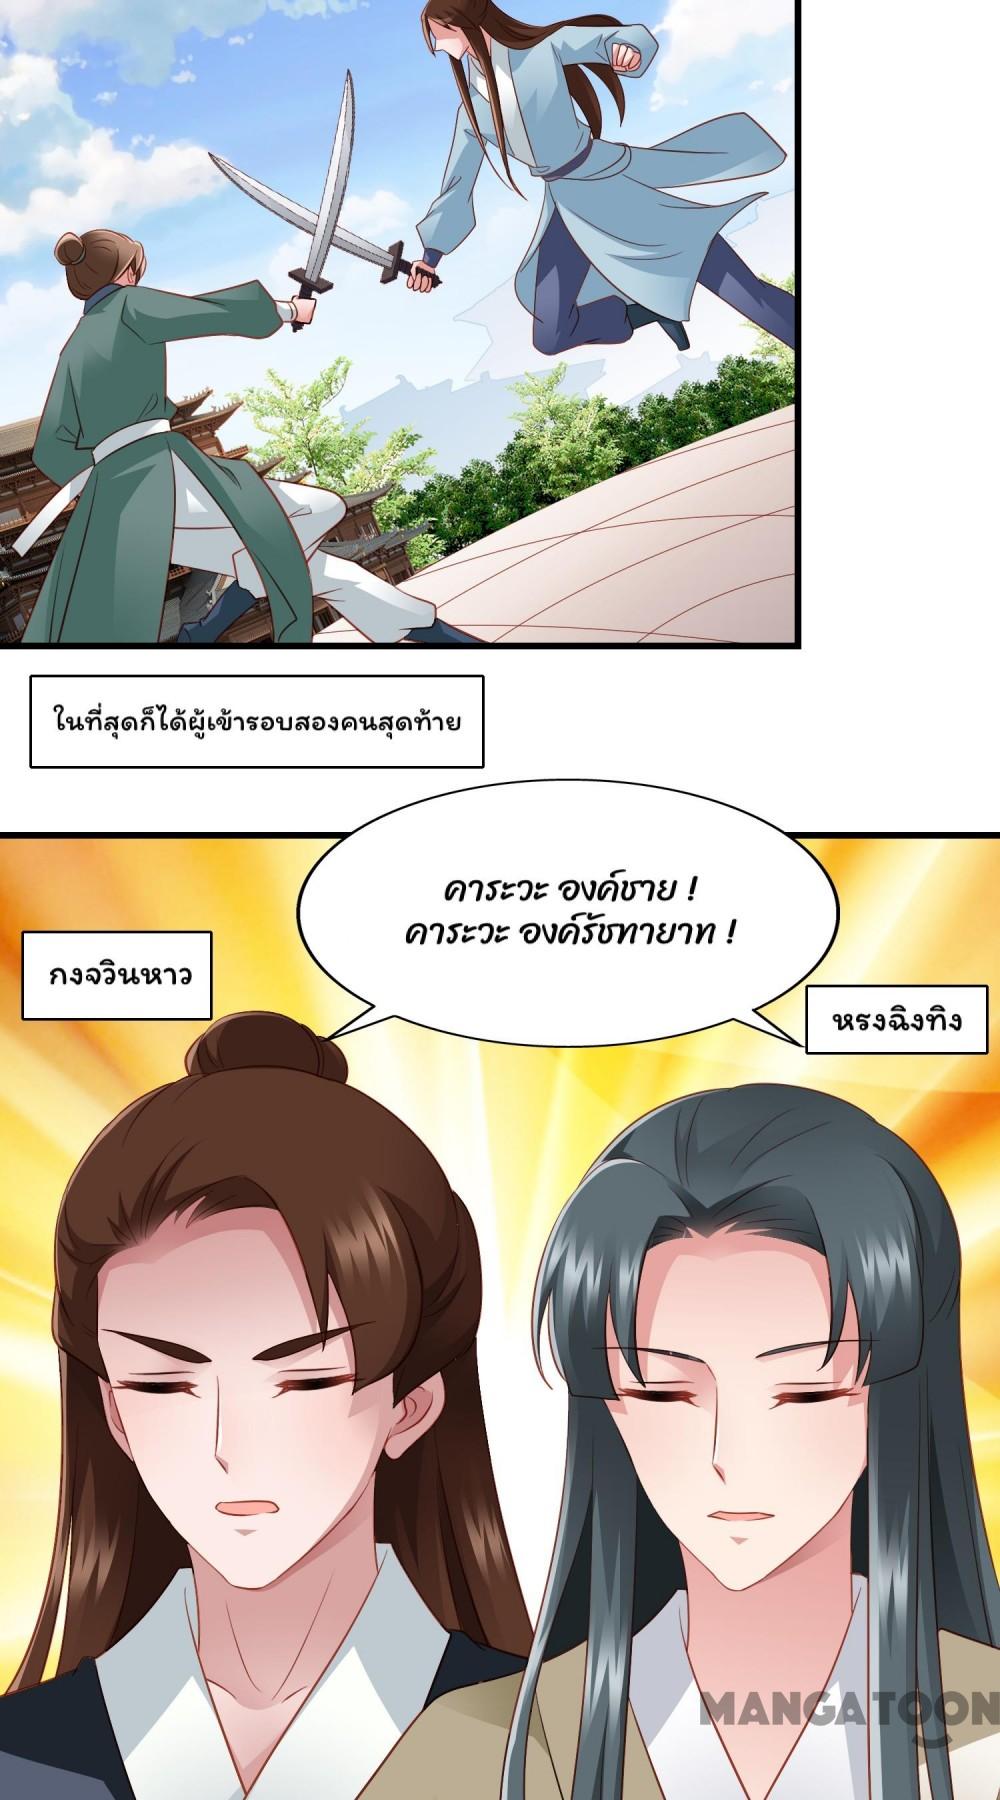 ในที่สุดก็ได้ผู้เข้ารอบสองคนสุดท้าย
คาระวะ องค์ชาย !
คาระวะ องค์รัชทายาท !
กงจวินหาว
หรงฉิงทิง
MANGATOON